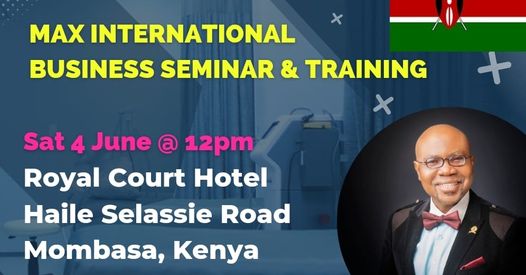 MAX INTERNATIONAL
BUSINESS SEMINAR & TRAINING
Sat 4 June @ 12pm
Royal Court Hotel
Haile Selassie Road
Mombasa, Kenya